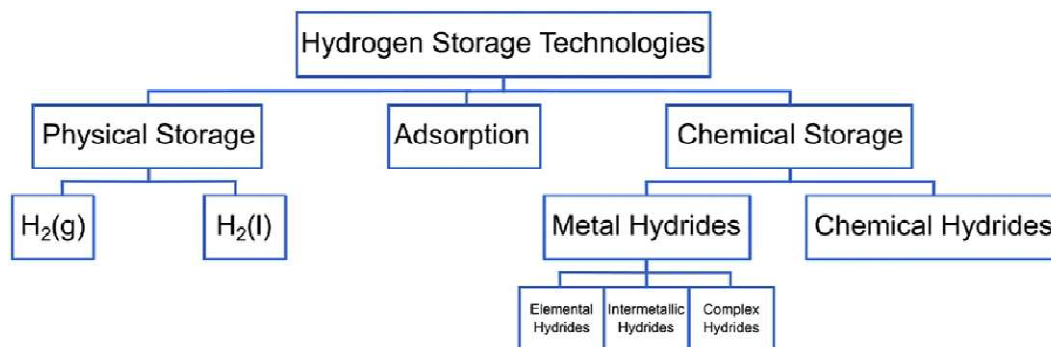 Hydrogen Storage Technologies
Physical Storage
Adsorption
Chemical Storage
H₂(g)
H₂(l)
Metal Hydrides
Chemical Hydrides
Elemental
Hydrides
Intermetallic
Hydrides
Complex
Hydrides